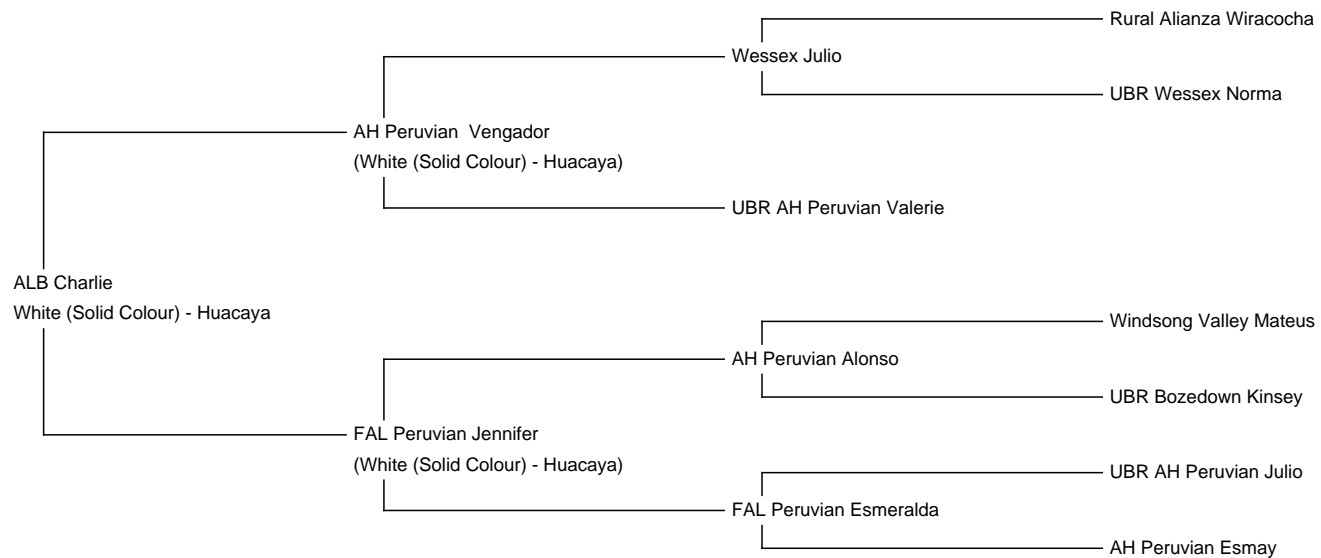 Rural Alianza Wiracocha
Wessex Julio
UBR Wessex Norma
AH Peruvian  Vengador
(White (Solid Colour) - Huacaya)
UBR AH Peruvian Valerie
ALB Charlie
White (Solid Colour) - Huacaya
Windsong Valley Mateus
AH Peruvian Alonso
UBR Bozedown Kinsey
FAL Peruvian Jennifer
(White (Solid Colour) - Huacaya)
UBR AH Peruvian Julio
FAL Peruvian Esmeralda
AH Peruvian Esmay